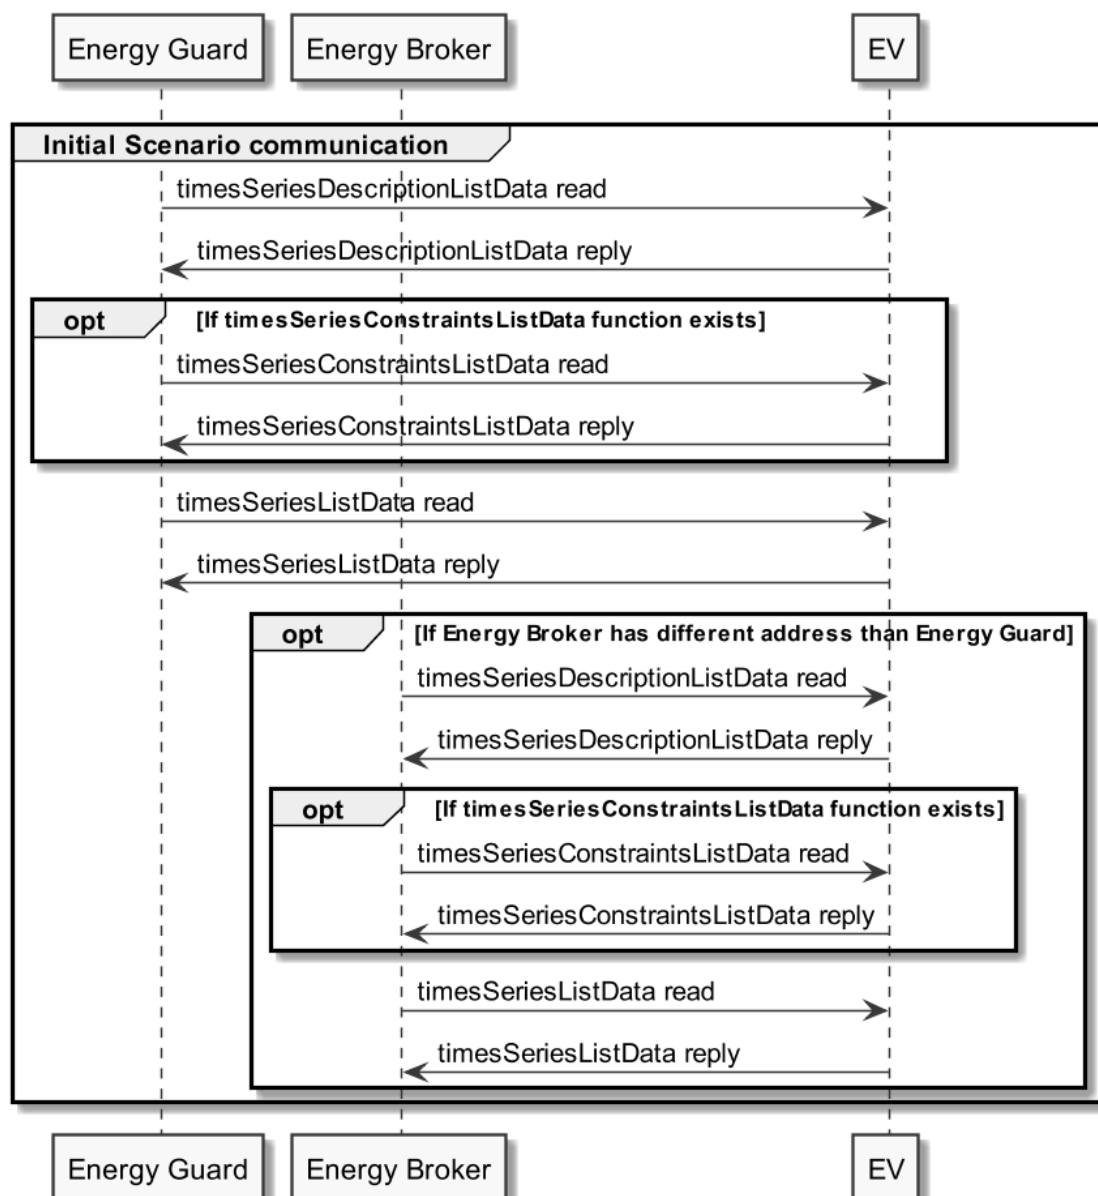 Energy Guard
Energy Broker
EV
Initial Scenario communication
timesSeriesDescriptionListData read
timesSeriesDescriptionListData reply
opt
[If timesSeriesConstraintsListData function exists]
timesSeriesConstraintsListData read
timesSeriesConstraintsListData reply
timesSeriesListData read
timesSeriesListData reply
opt
[If Energy Broker has different address than Energy Guard]
timesSeriesDescriptionListData read
timesSeriesDescriptionListData reply
opt
[If timesSeriesConstraintsListData function exists]
timesSeriesConstraintsListData read
timesSeriesConstraintsListData reply
timesSeriesListData read
timesSeriesListData reply
Energy Guard
Energy Broker
EV